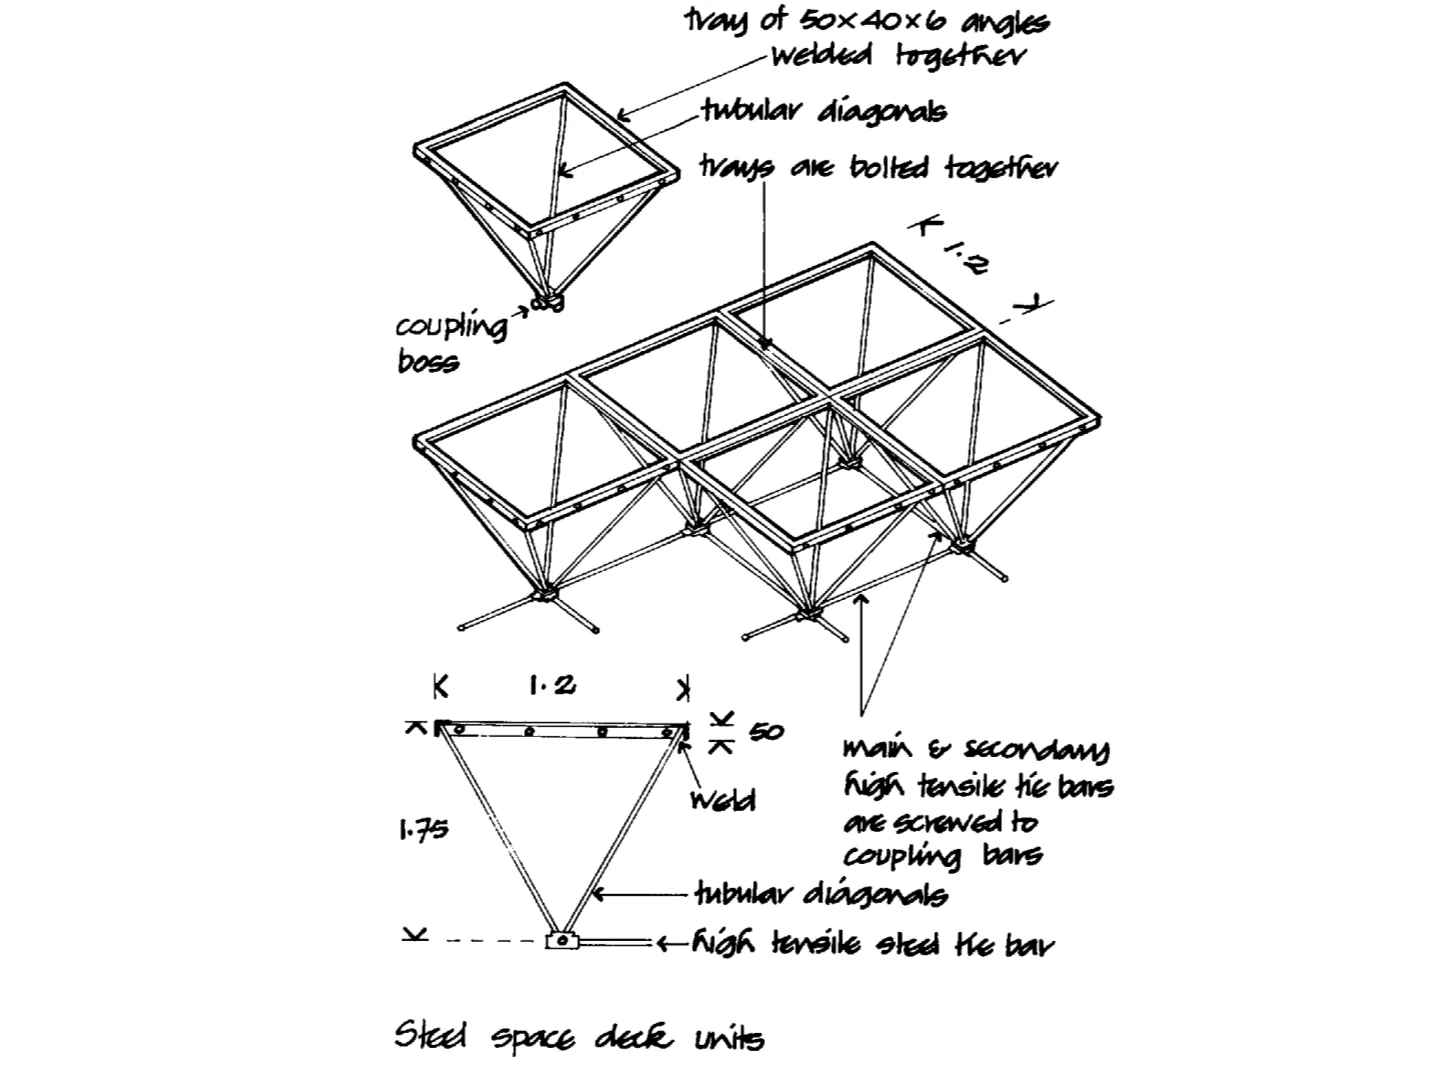 tray of 50×40×6 angles
welded together
tubular diagonals
trays are bolted together
1.2
coupling
boss
1.2
50
weld
1.75
main & secondary
high tensile tie bars
are screwed to
coupling bars
tubular diagonals
high tensile steel tie bar
Steel space deck units